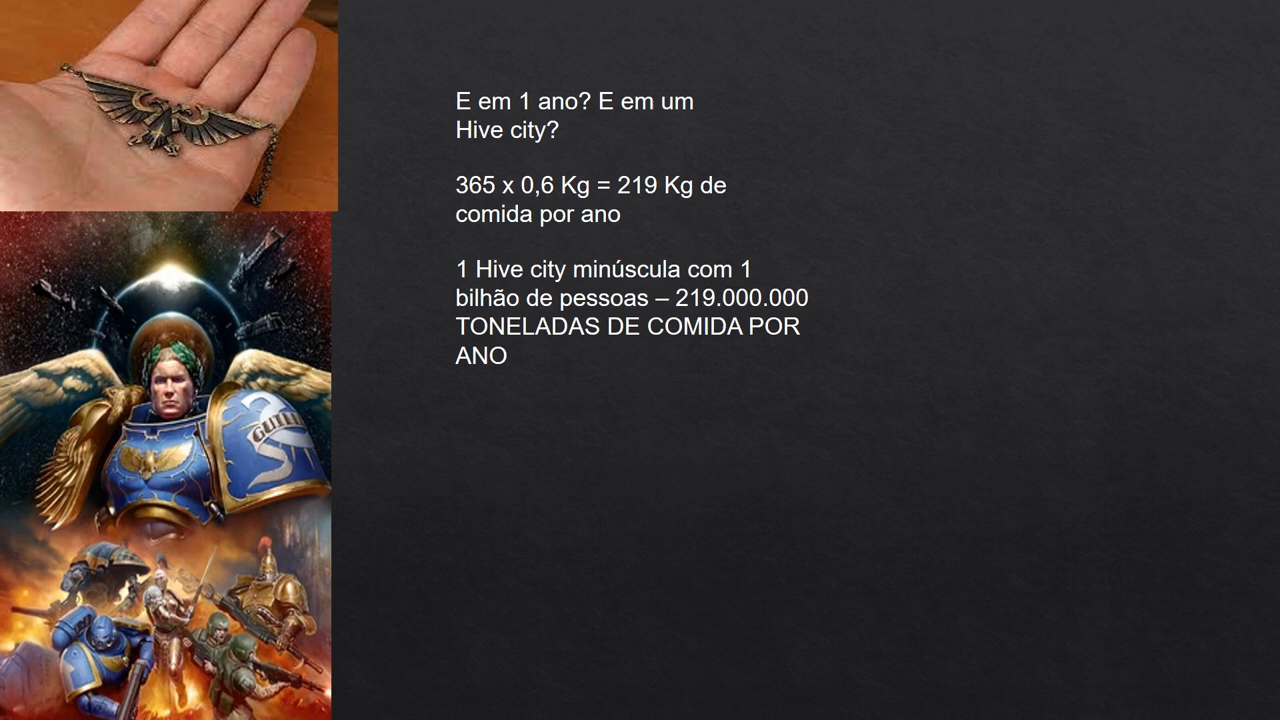 E em 1 ano? E em um
Hive city?
365 x 0,6 Kg = 219 Kg de
comida por ano
1 Hive city minúscula com 1
bilhão de pessoas – 219.000.000
TONELADAS DE COMIDA POR
ANO